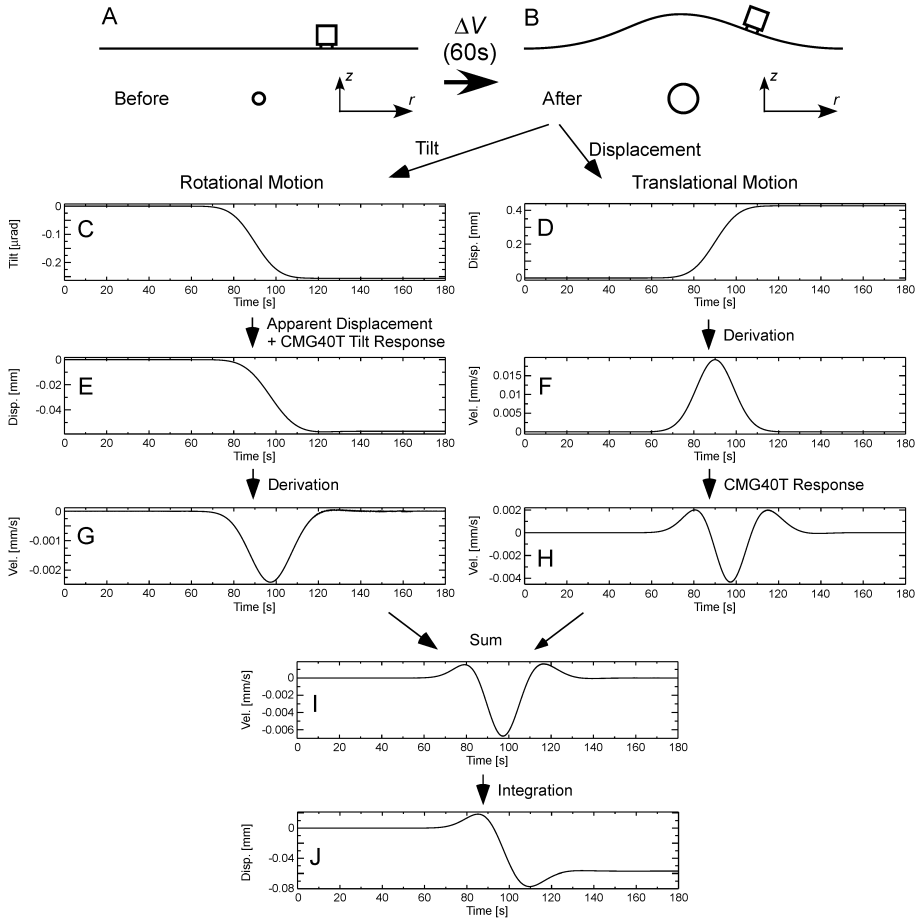 A
ΔV
(60s)
B
Before
z
r
After
z
r
Tilt
Displacement
Rotational Motion
Translational Motion
C
Tilt [μrad]
0
-0.1
-0.2
0 20 40 60 80 100 120 140 160 180
Time [s]
D
Disp. [mm]
0.4
0.2
0
0 20 40 60 80 100 120 140 160 180
Time [s]
Apparent Displacement
+ CMG40T Tilt Response
Derivation
E
Disp. [mm]
0
-0.02
-0.04
0 20 40 60 80 100 120 140 160 180
Time [s]
F
Vel. [mm/s]
0.015
0.01
0.005
0
0 20 40 60 80 100 120 140 160 180
Time [s]
Derivation
CMG40T Response
G
Vel. [mm/s]
0
-0.001
-0.002
0 20 40 60 80 100 120 140 160 180
Time [s]
H
Vel. [mm/s]
0.002
0
-0.002
-0.004
0 20 40 60 80 100 120 140 160 180
Time [s]
Sum
I
Vel. [mm/s]
0
-0.002
-0.004
-0.006
0 20 40 60 80 100 120 140 160 180
Time [s]
Integration
J
Disp. [mm]
0
-0.04
-0.08
0 20 40 60 80 100 120 140 160 180
Time [s]